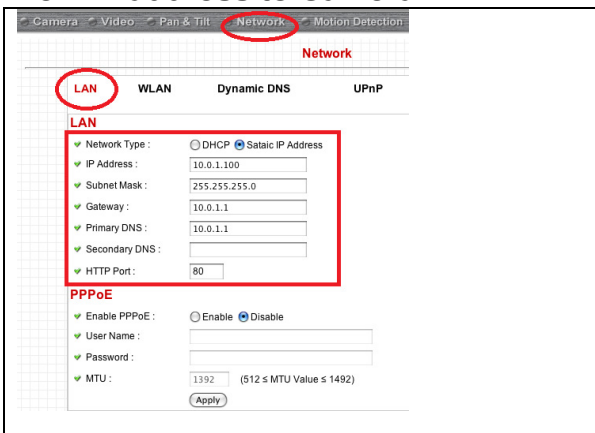 Camera Video Pan & Tilt Network Motion Detection
Network
LAN WLAN Dynamic DNS UPnP
LAN
Network Type : DHCP Sataic IP Address
IP Address : 10.0.1.100
Subnet Mask : 255.255.255.0
Gateway : 10.0.1.1
Primary DNS : 10.0.1.1
Secondary DNS :
HTTP Port : 80
PPPoE
Enable PPPoE : Enable Disable
User Name :
Password :
MTU : 1392 (512 ≤ MTU Value ≤ 1492)
Apply